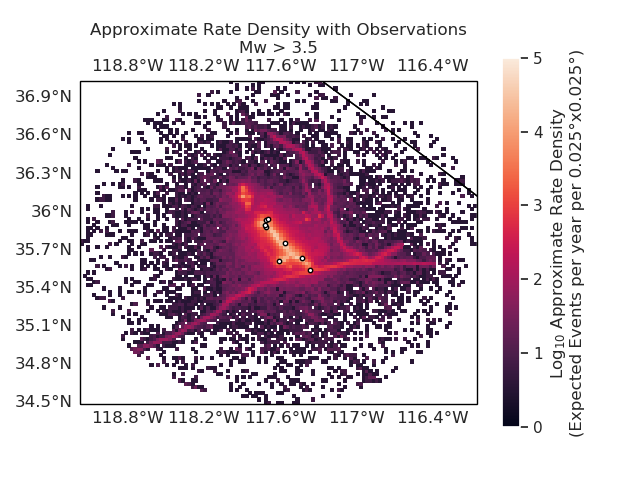 Approximate Rate Density with Observations
Mw > 3.5
118.8°W 118.2°W 117.6°W 117°W 116.4°W
36.9°N
36.6°N
36.3°N
36°N
35.7°N
35.4°N
35.1°N
34.8°N
34.5°N
118.8°W 118.2°W 117.6°W 117°W 116.4°W
5
4
3
2
1
0
Log₁₀ Approximate Rate Density
(Expected Events per year per 0.025°x0.025°)